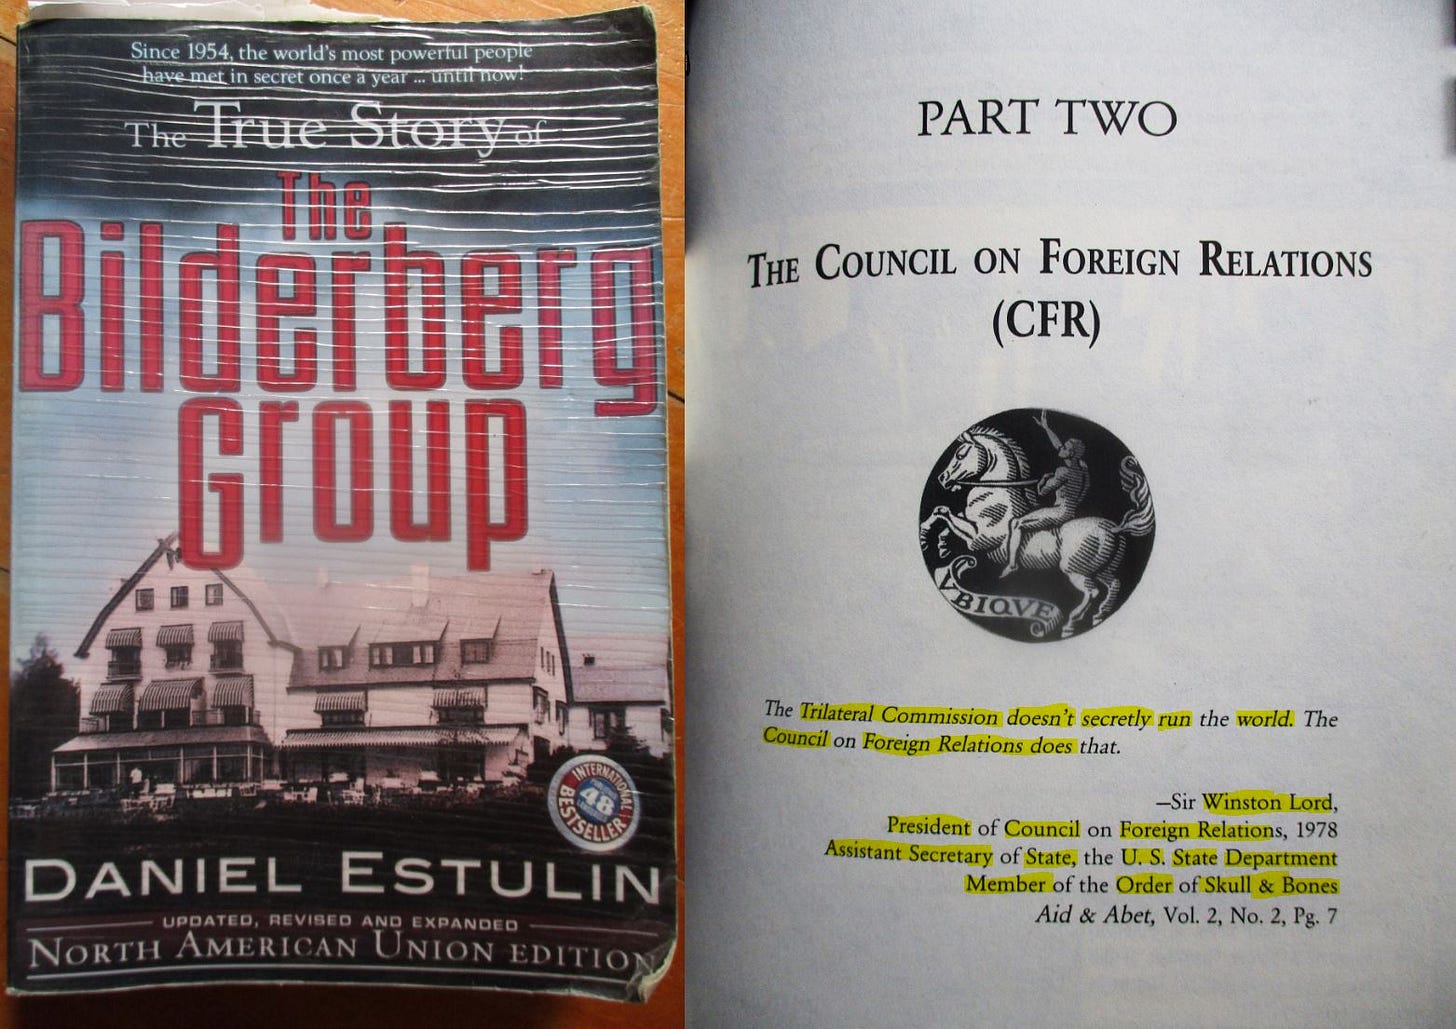 Since 1954, the world's most powerful people
have met in secret once a year ... until now!
The True Story of
The
Bilderberg
Group
INTERNATIONAL
48
BESTSELLER
DANIEL ESTULIN
UPDATED, REVISED AND EXPANDED
NORTH AMERICAN UNION EDITION
PART TWO
THE COUNCIL ON FOREIGN RELATIONS
(CFR)
VBIQVE
The Trilateral Commission doesn't secretly run the world. The
Council on Foreign Relations does that.
—Sir Winston Lord,
President of Council on Foreign Relations, 1978
Assistant Secretary of State, the U. S. State Department
Member of the Order of Skull & Bones
Aid & Abet, Vol. 2, No. 2, Pg. 7